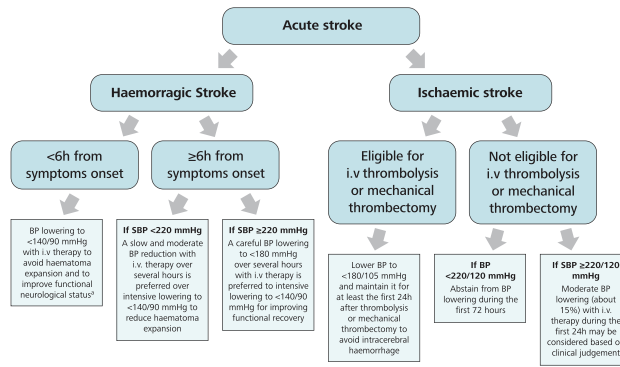 Acute stroke
Haemorragic Stroke
Ischaemic stroke
<6h from
symptoms onset
≥6h from
symptoms onset
Eligible for
i.v thrombolysis
or mechanical
thrombectomy
Not eligible for
i.v thrombolysis
or mechanical
thrombectomy
BP lowering to
<140/90 mmHg
with i.v therapy to
avoid haematoma
expansion and to
improve functional
neurological statusª
If SBP <220 mmHg
A slow and moderate
BP reduction with
i.v. therapy over
several hours is
preferred over
intensive lowering to
<140/90 mmHg to
reduce haematoma
expansion
If SBP ≥220 mmHg
A careful BP lowering
to <180 mmHg
over several hours
with i.v therapy is
preferred to intensive
lowering to <140/90
mmHg for improving
functional recovery
Lower BP to
<180/105 mmHg
and maintain it for
at least the first 24h
after thrombolysis
or mechanical
thrombectomy to
avoid intracerebral
haemorrhage
If BP
<220/120 mmHg
Abstain from BP
lowering during the
first 72 hours
If SBP ≥220/120
mmHg
Moderate BP
lowering (about
15%) with i.v.
therapy during the
first 24h may be
considered based o
clinical judgement